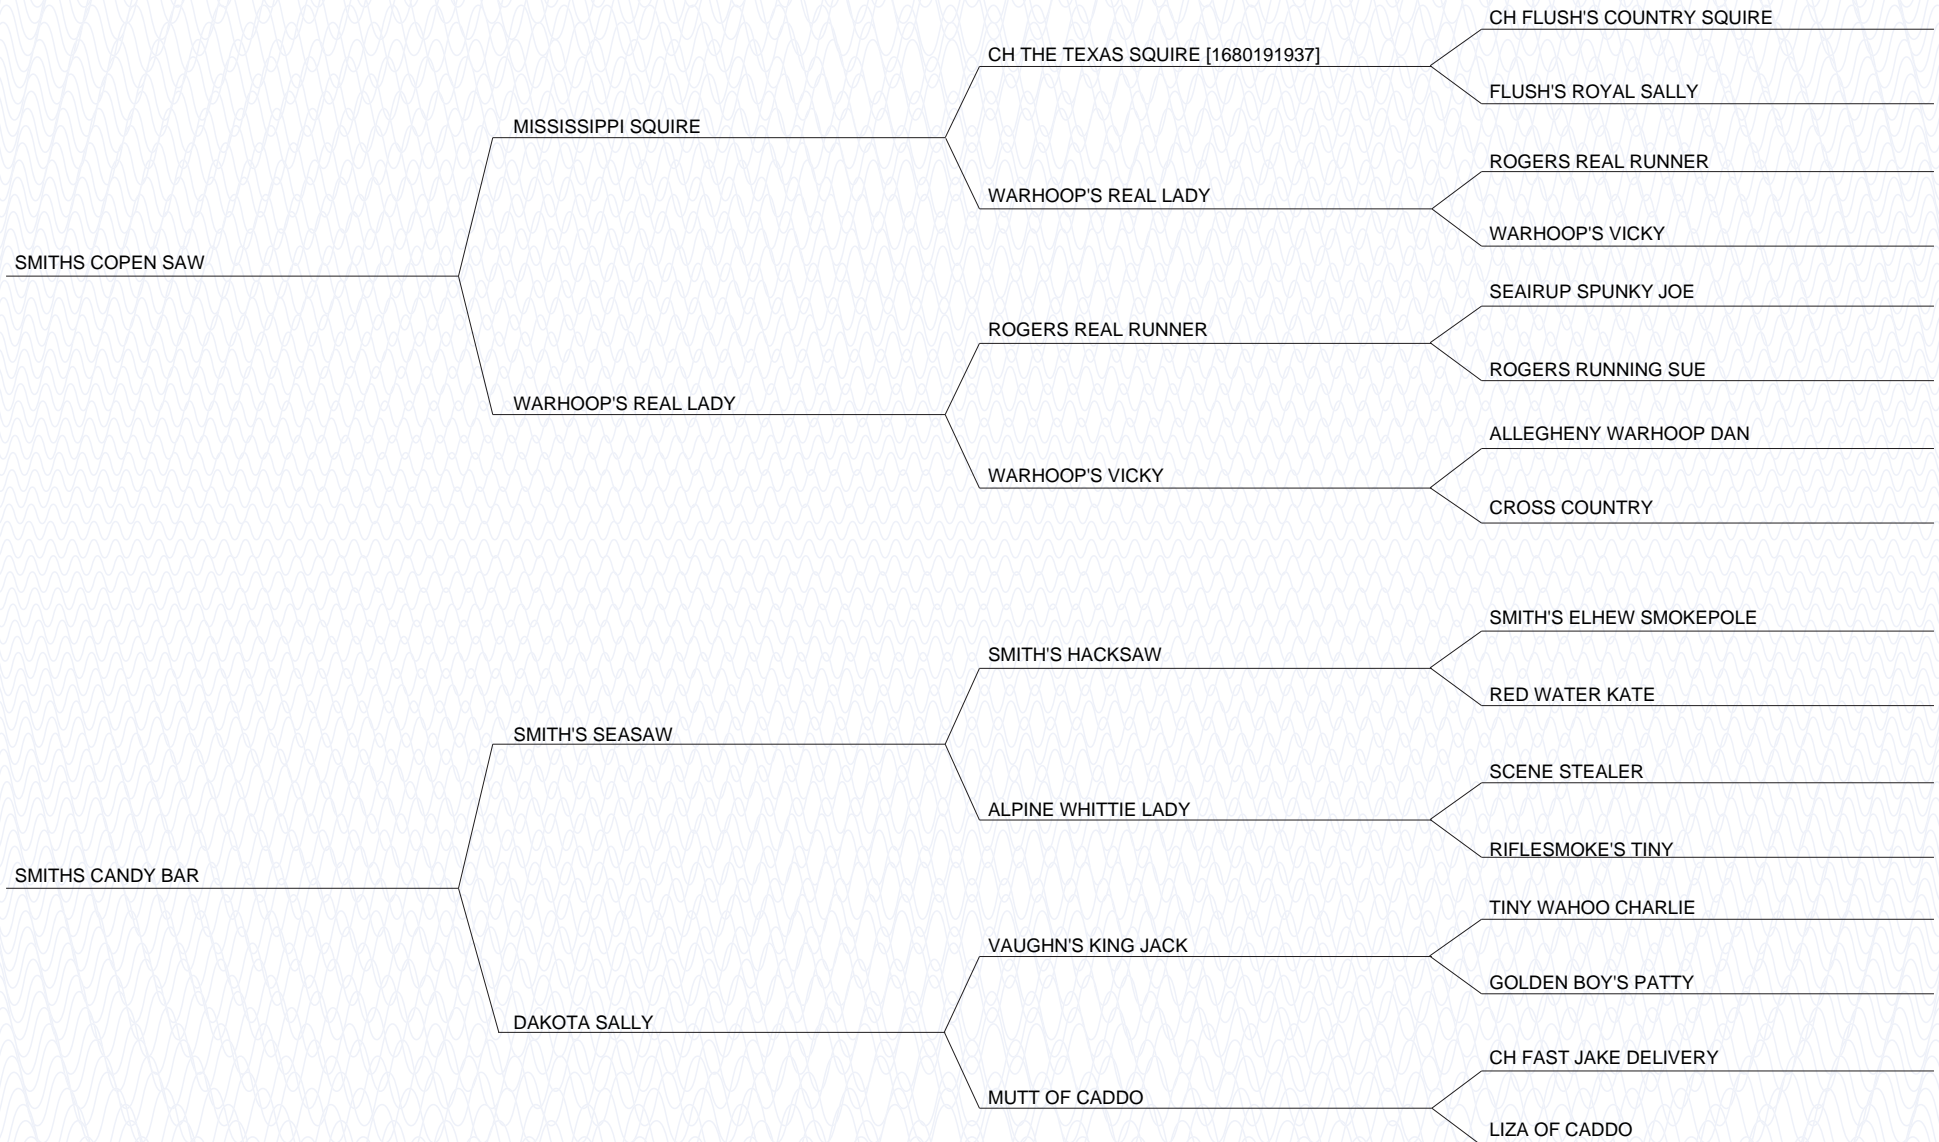 CH FLUSH'S COUNTRY SQUIRE
CH THE TEXAS SQUIRE [1680191937]
FLUSH'S ROYAL SALLY
MISSISSIPPI SQUIRE
ROGERS REAL RUNNER
WARHOOP'S REAL LADY
WARHOOP'S VICKY
SMITHS COPEN SAW
SEAIRUP SPUNKY JOE
ROGERS REAL RUNNER
ROGERS RUNNING SUE
WARHOOP'S REAL LADY
ALLEGHENY WARHOOP DAN
WARHOOP'S VICKY
CROSS COUNTRY
SMITH'S ELHEW SMOKEPOLE
SMITH'S HACKSAW
RED WATER KATE
SMITH'S SEASAW
SCENE STEALER
ALPINE WHITTIE LADY
RIFLESMOKE'S TINY
SMITHS CANDY BAR
TINY WAHOO CHARLIE
VAUGHN'S KING JACK
GOLDEN BOY'S PATTY
DAKOTA SALLY
CH FAST JAKE DELIVERY
MUTT OF CADDO
LIZA OF CADDO